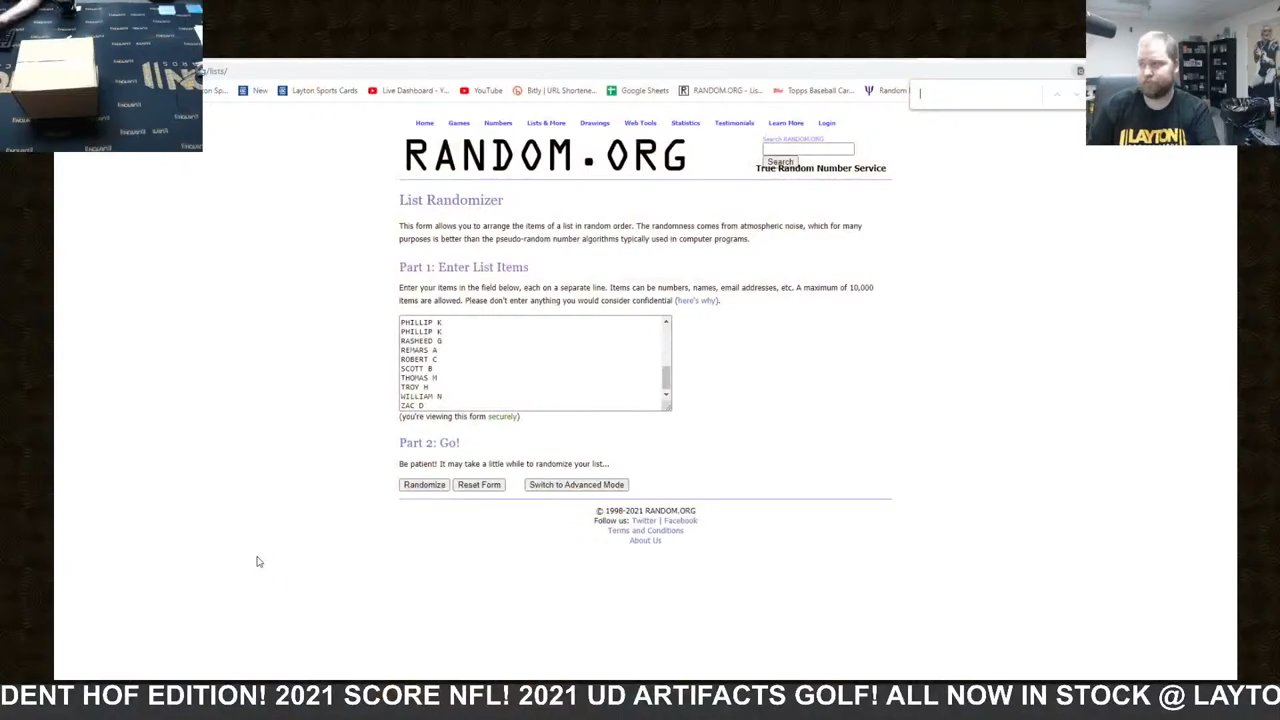 g/lists/
on Sp...
New
Layton Sports Cards
Live Dashboard - Y...
YouTube
Bitly | URL Shortene...
Google Sheets
RANDOM.ORG - Lis...
Topps Baseball Car...
Random
Home Games Numbers Lists & More Drawings Web Tools Statistics Testimonials Learn More Login
RANDOM.ORG
Search RANDOM.ORG
Search
True Random Number Service
List Randomizer
This form allows you to arrange the items of a list in random order. The randomness comes from atmospheric noise, which for many
purposes is better than the pseudo-random number algorithms typically used in computer programs.
Part 1: Enter List Items
Enter your items in the field below, each on a separate line. Items can be numbers, names, email addresses, etc. A maximum of 10,000
items are allowed. Please don't enter anything you would consider confidential (here's why).
PHILLIP K
PHILLIP K
RASHEED G
REMARS A
ROBERT C
SCOTT B
THOMAS M
TROY H
WILLIAM N
ZAC D
(you're viewing this form securely)
Part 2: Go!
Be patient! It may take a little while to randomize your list...
Randomize Reset Form Switch to Advanced Mode
© 1998-2021 RANDOM.ORG
Follow us: Twitter | Facebook
Terms and Conditions
About Us
LAYTON
DENT HOF EDITION! 2021 SCORE NFL! 2021 UD ARTIFACTS GOLF! ALL NOW IN STOCK @ LAYTO